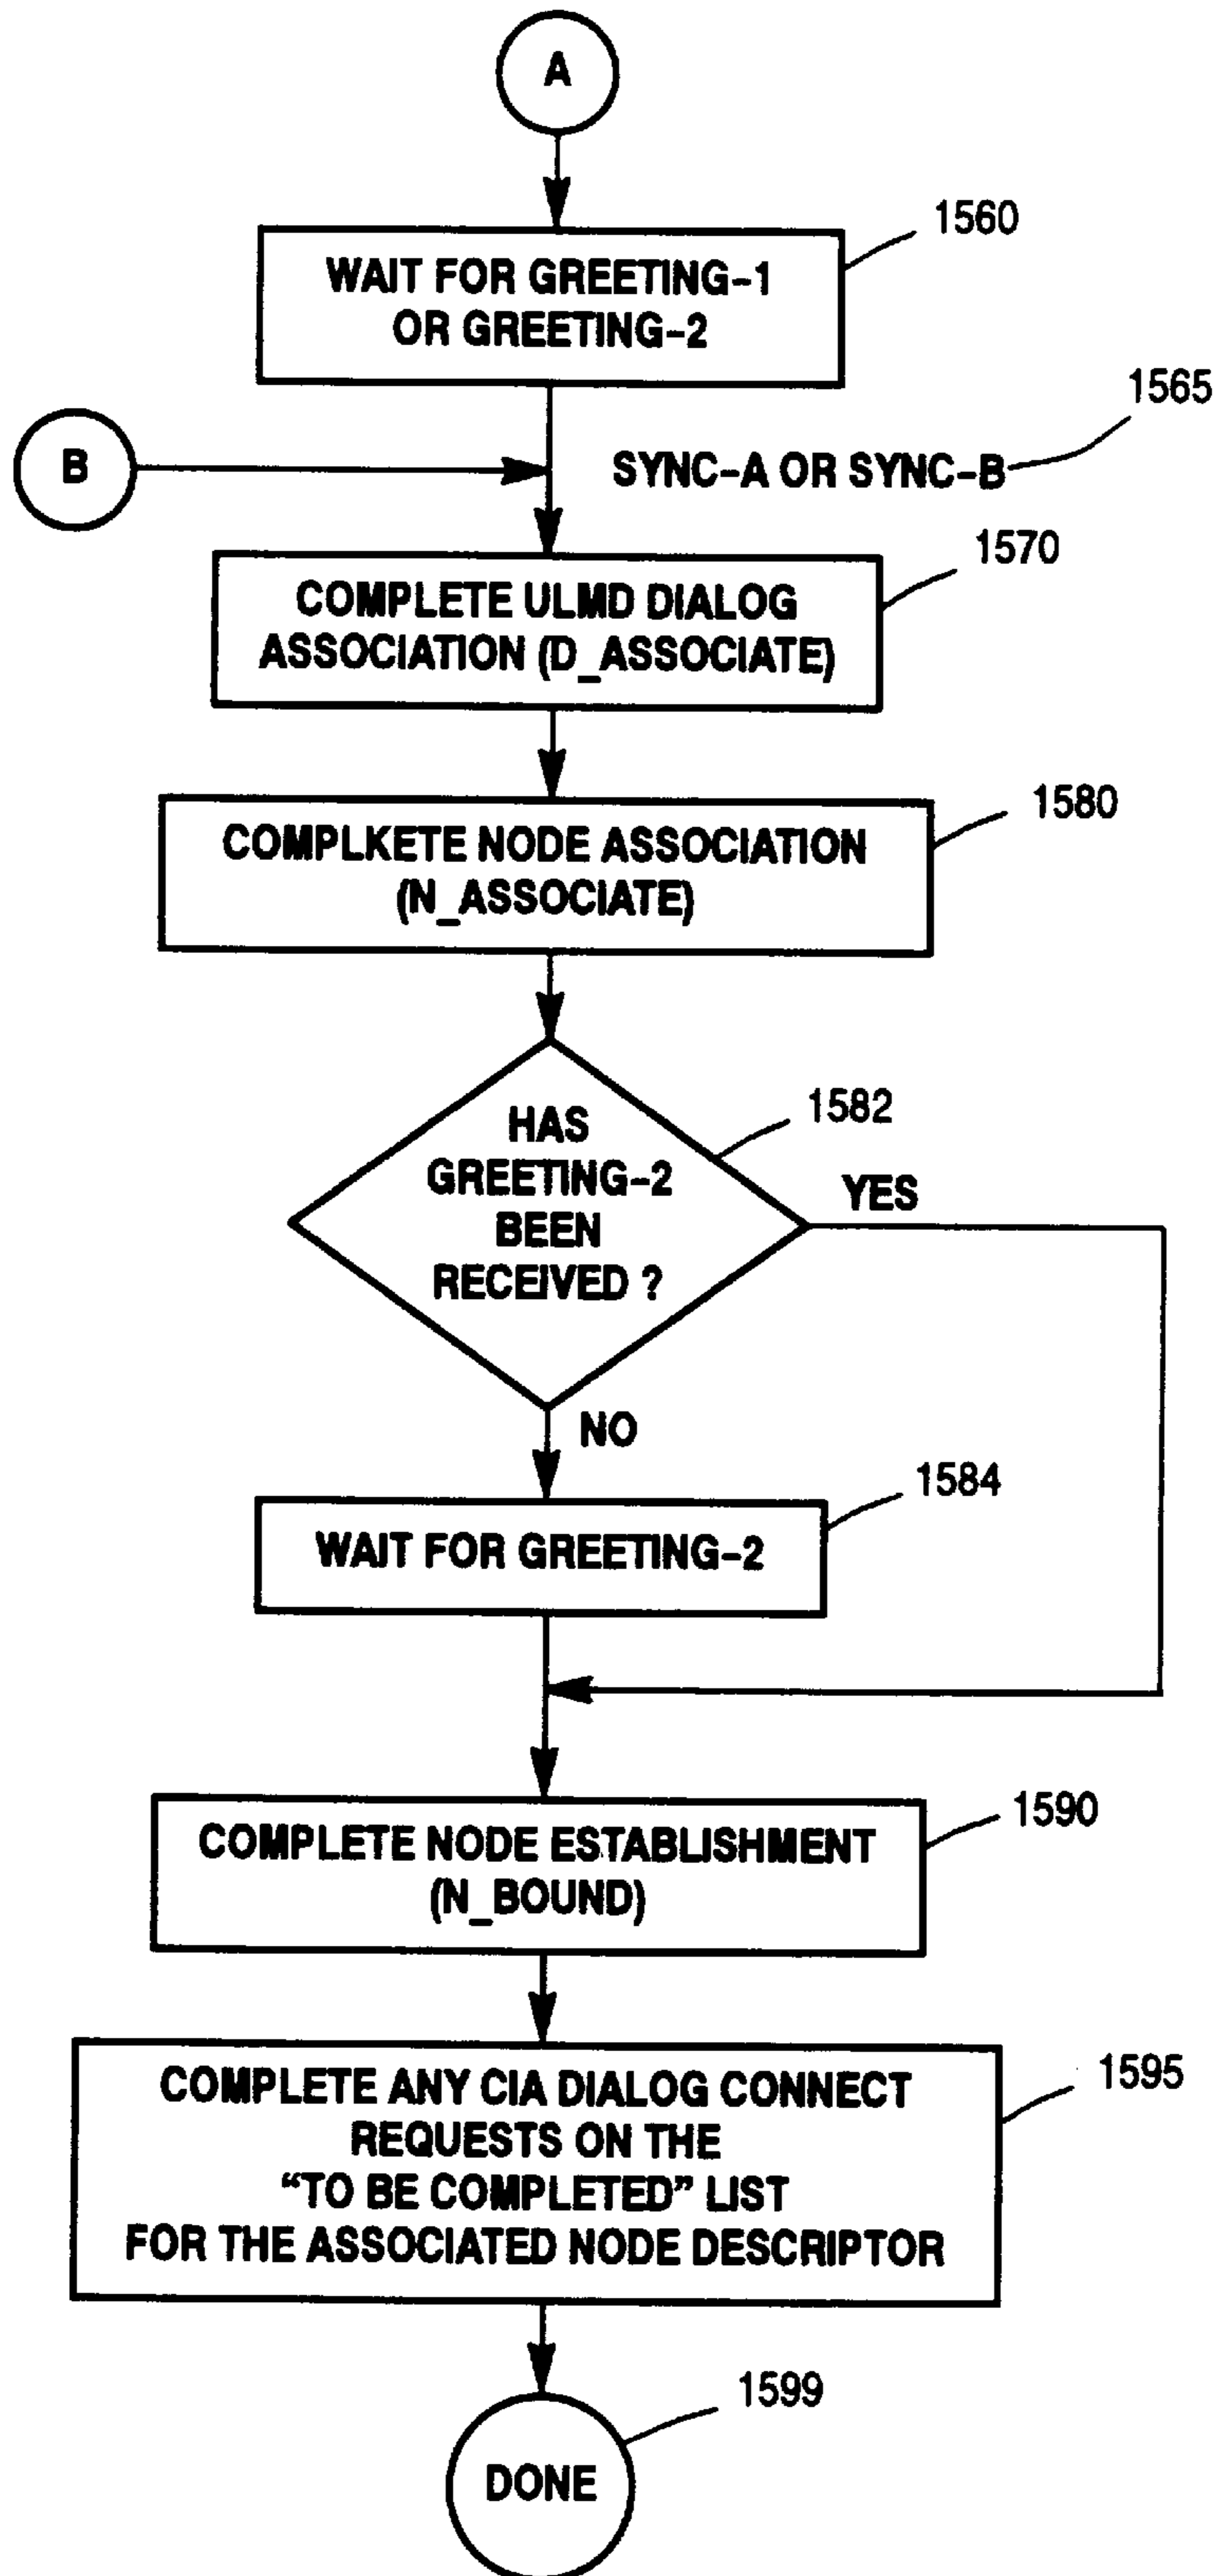 A
1560
WAIT FOR GREETING-1
OR GREETING-2
1565
B
SYNC-A OR SYNC-B
1570
COMPLETE ULMD DIALOG
ASSOCIATION (D_ASSOCIATE)
1580
COMPLKETE NODE ASSOCIATION
(N_ASSOCIATE)
1582
HAS
GREETING-2
BEEN
RECEIVED ?
YES
NO
1584
WAIT FOR GREETING-2
1590
COMPLETE NODE ESTABLISHMENT
(N_BOUND)
1595
COMPLETE ANY CIA DIALOG CONNECT
REQUESTS ON THE
“TO BE COMPLETED” LIST
FOR THE ASSOCIATED NODE DESCRIPTOR
1599
DONE